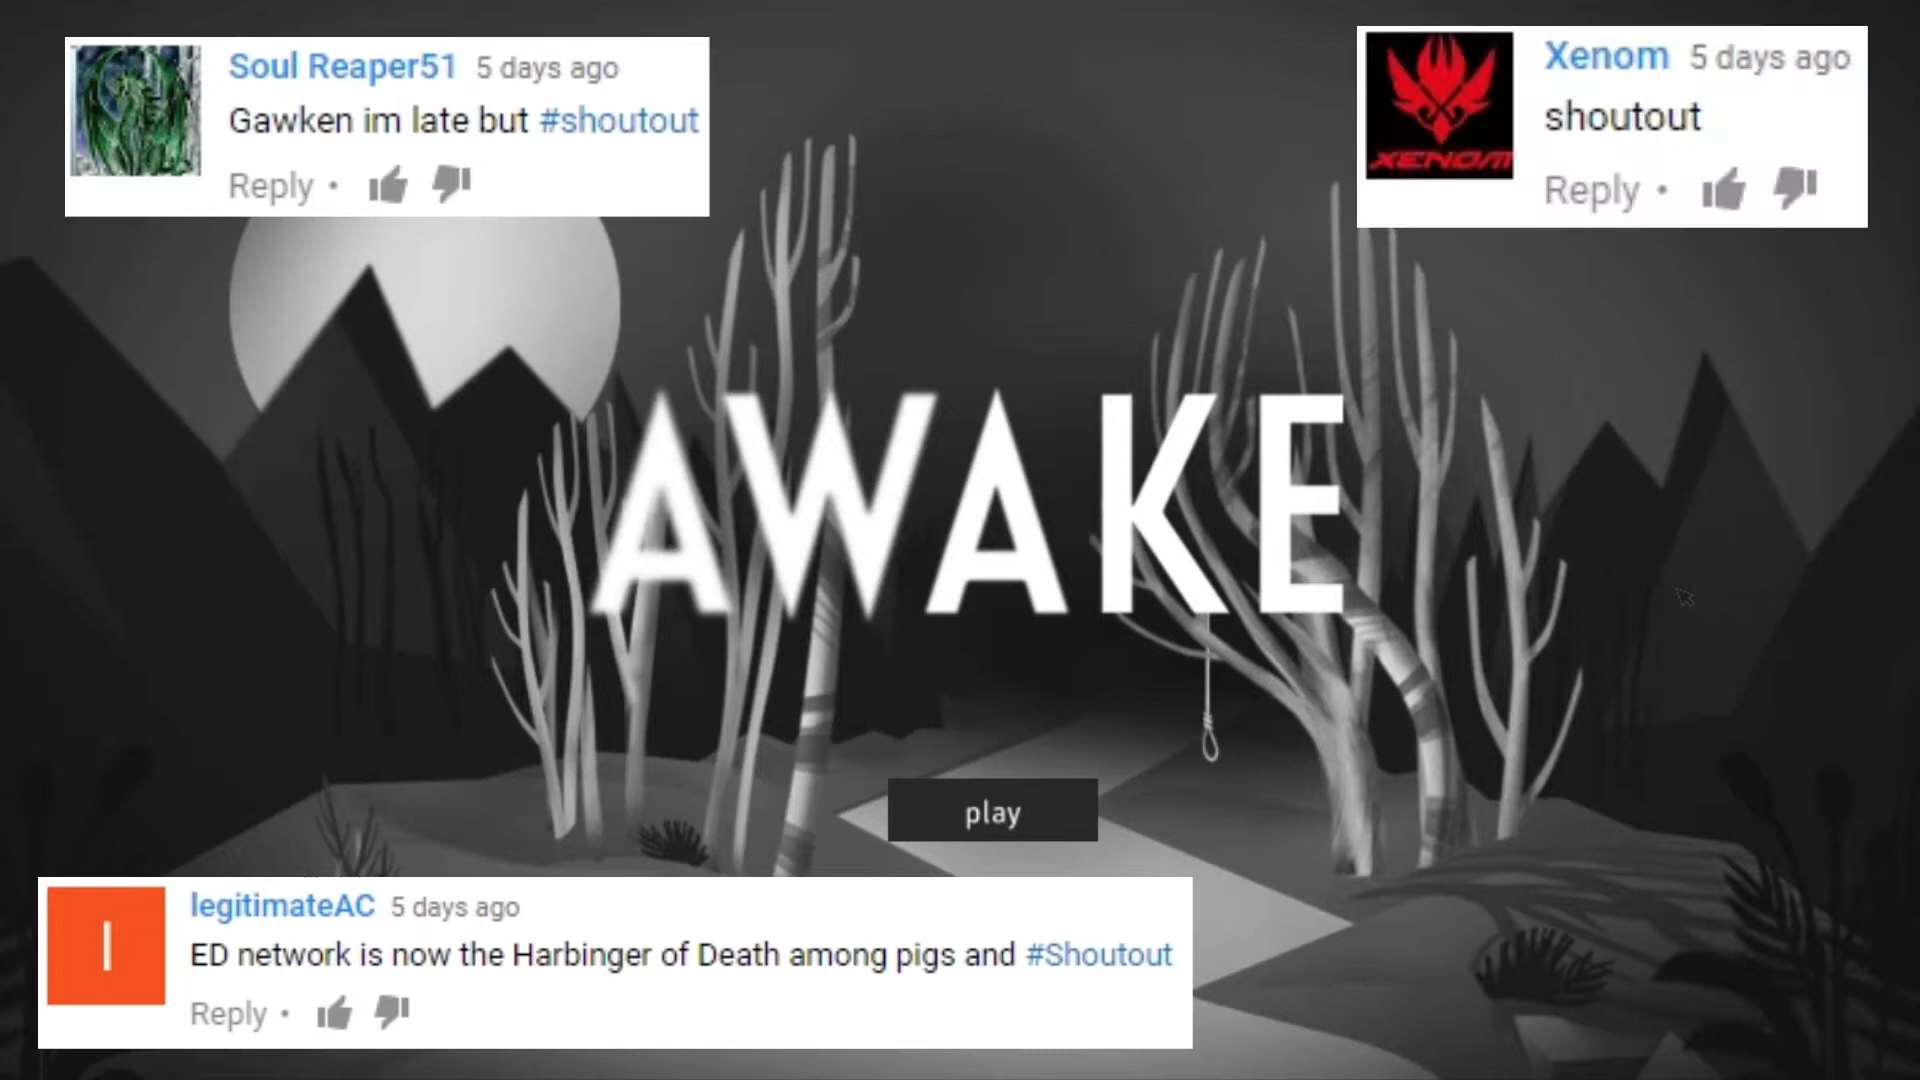 Soul Reaper51 5 days ago
Gawken im late but #shoutout
Reply •
Xenom 5 days ago
shoutout
Reply •
XENOM
AWAKE
play
l
legitimateAC 5 days ago
ED network is now the Harbinger of Death among pigs and #Shoutout
Reply •